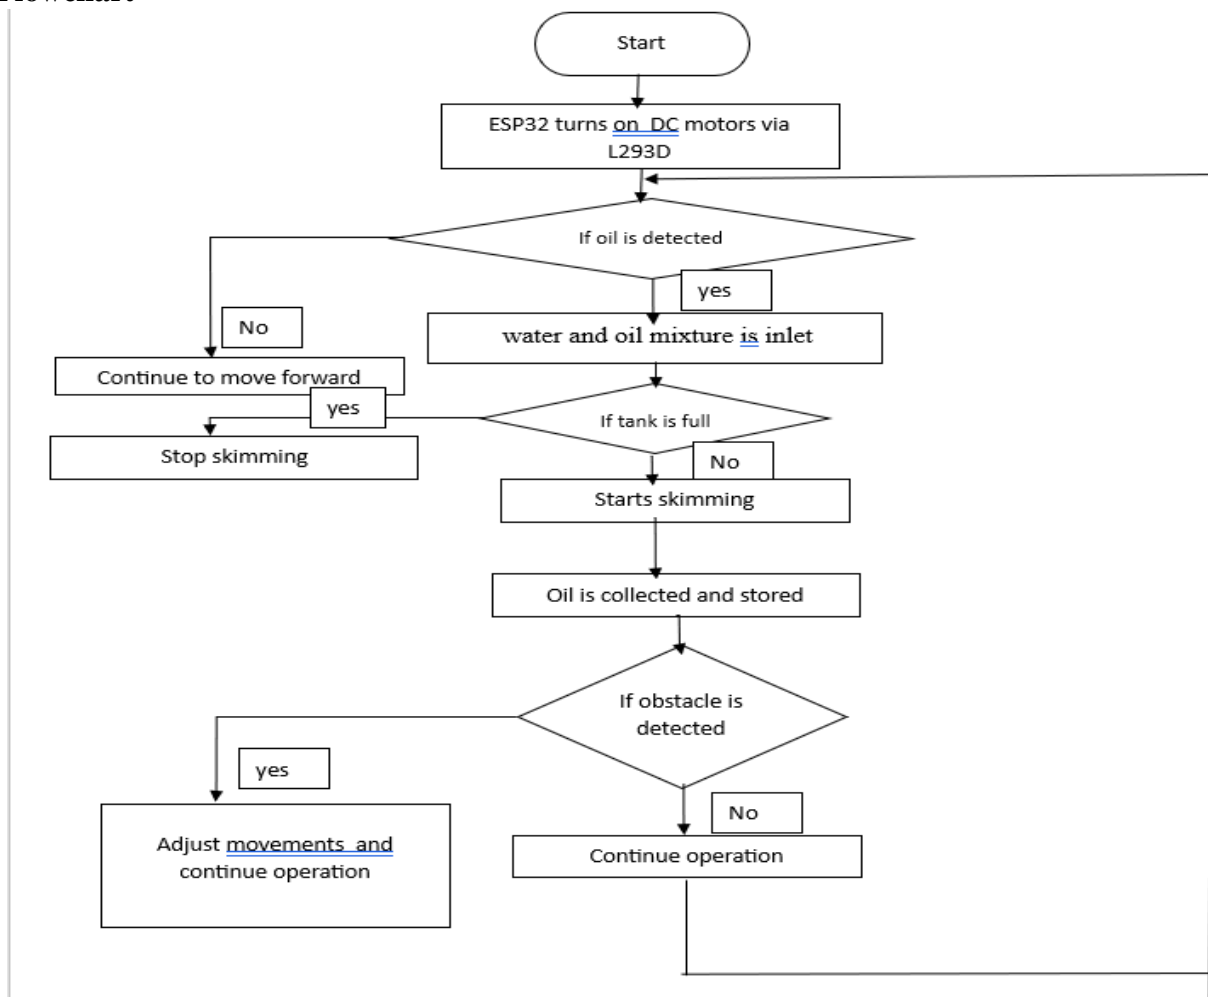 Start
ESP32 turns on  DC motors via
L293D
If oil is detected
yes
No
water and oil mixture is inlet
Continue to move forward
yes
If tank is full
Stop skimming
No
Starts skimming
Oil is collected and stored
If obstacle is
detected
yes
No
Adjust movements  and
continue operation
Continue operation